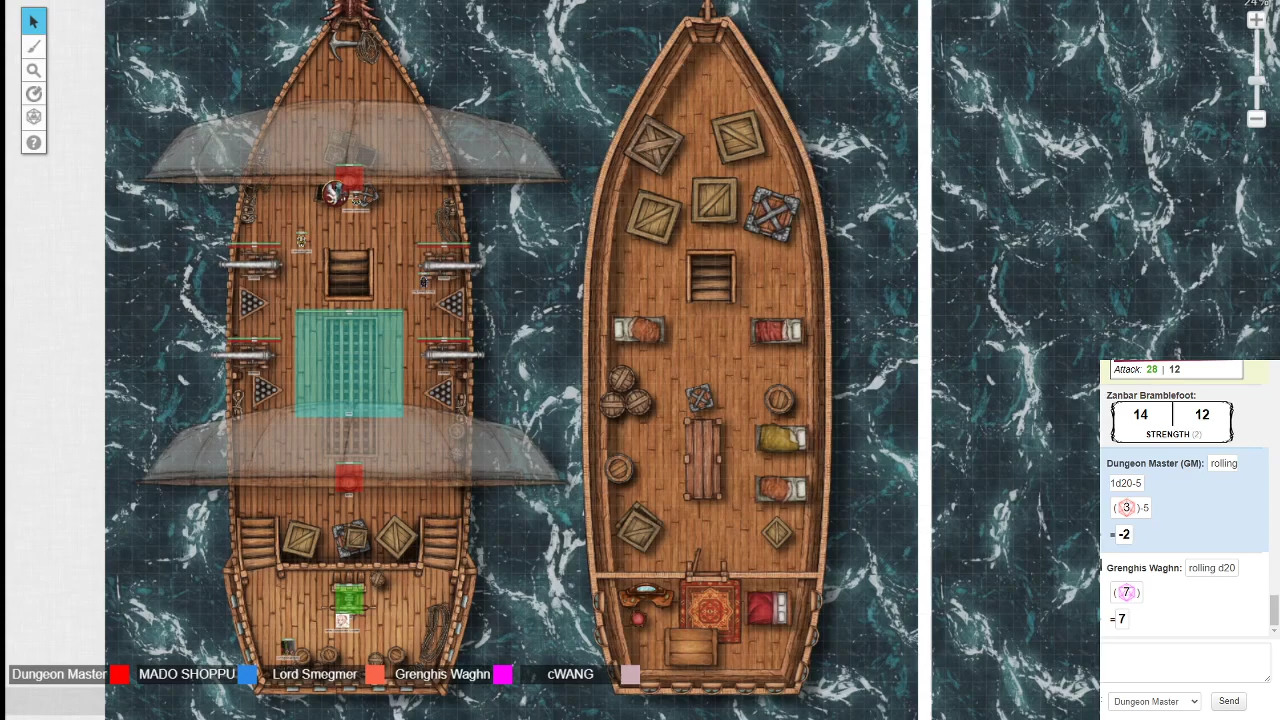 24%
Attack: 28 | 12
Zanbar Bramblefoot:
14 12
STRENGTH (2)
Dungeon Master (GM): rolling
1d20-5
(3)-5
=-2
Grenghis Waghn: rolling d20
(7)
=7
Dungeon Master MADO SHOPPU Lord Smegmer Grenghis Waghn cWANG
Dungeon Master Send